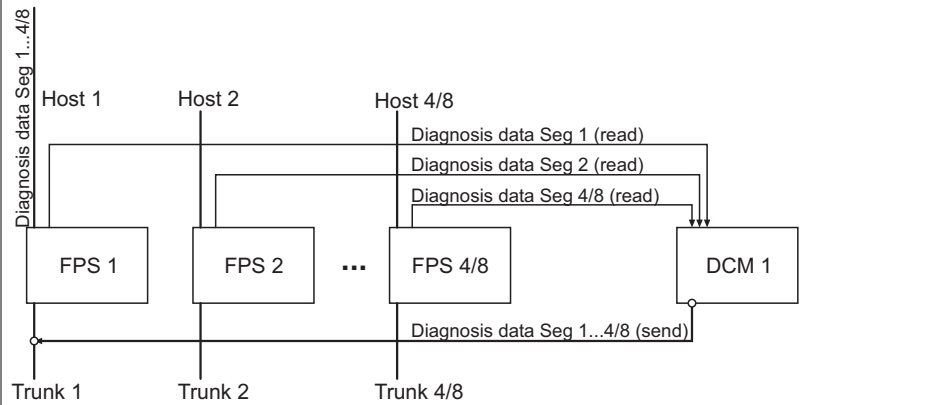 Diagnosis data Seg 1...4/8
Host 1
Host 2
Host 4/8
Diagnosis data Seg 1 (read)
Diagnosis data Seg 2 (read)
Diagnosis data Seg 4/8 (read)
FPS 1
FPS 2
...
FPS 4/8
DCM 1
Diagnosis data Seg 1...4/8 (send)
Trunk 1
Trunk 2
Trunk 4/8